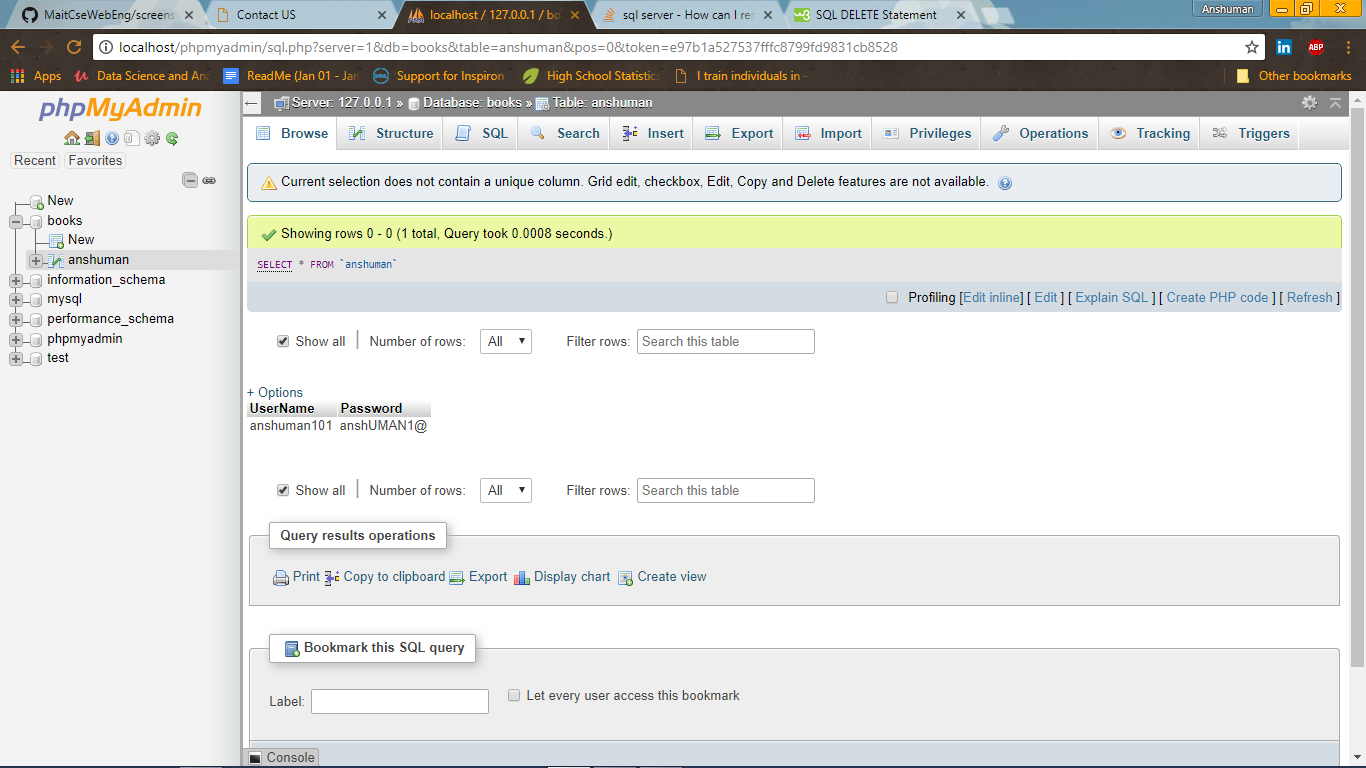 MaitCseWebEng/screens
Contact US
localhost / 127.0.0.1 / bo
sql server - How can I rer
SQL DELETE Statement
Anshuman
localhost/phpmyadmin/sql.php?server=1&db=books&table=anshuman&pos=0&token=e97b1a527537fffc8799fd9831cb8528
in
ABP
Apps
Data Science and Ana
ReadMe (Jan 01 - Jan
Support for Inspiron
High School Statistics
I train individuals in -
Other bookmarks
phpMyAdmin
Recent
Favorites
New
books
New
anshuman
information_schema
mysql
performance_schema
phpmyadmin
test
Server: 127.0.0.1 » Database: books » Table: anshuman
Browse
Structure
SQL
Search
Insert
Export
Import
Privileges
Operations
Tracking
Triggers
Current selection does not contain a unique column. Grid edit, checkbox, Edit, Copy and Delete features are not available.
Showing rows 0 - 0 (1 total, Query took 0.0008 seconds.)
SELECT * FROM `anshuman`
Profiling [Edit inline] [ Edit ] [ Explain SQL ] [ Create PHP code ] [ Refresh ]
Show all
Number of rows: All
Filter rows: Search this table
+ Options
UserName Password
anshuman101 anshUMAN1@
Show all
Number of rows: All
Filter rows: Search this table
Query results operations
Print
Copy to clipboard
Export
Display chart
Create view
Bookmark this SQL query
Label:
Let every user access this bookmark
Console